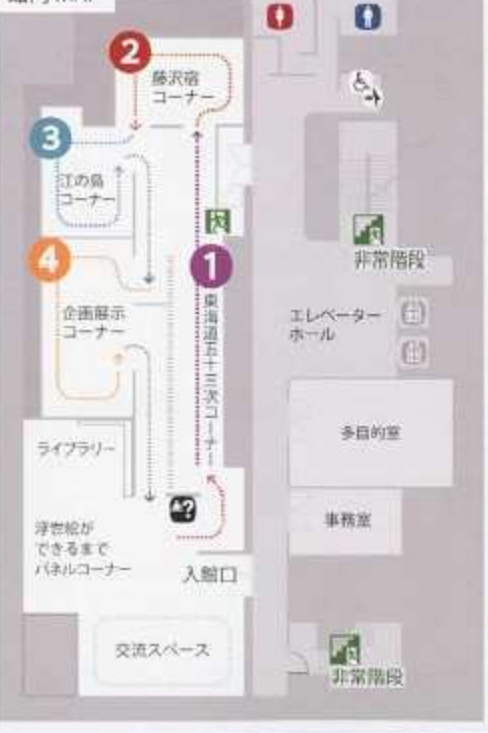 2
藤沢宿
コーナー
3
江の島
コーナー
4
企画展示
コーナー
1
東海道五十三次コーナー
非常階段
エレベーター
ホール
多目的室
事務室
ライブラリー
浮世絵が
できるまで
パネルコーナー
?
入館口
交流スペース
非常階段